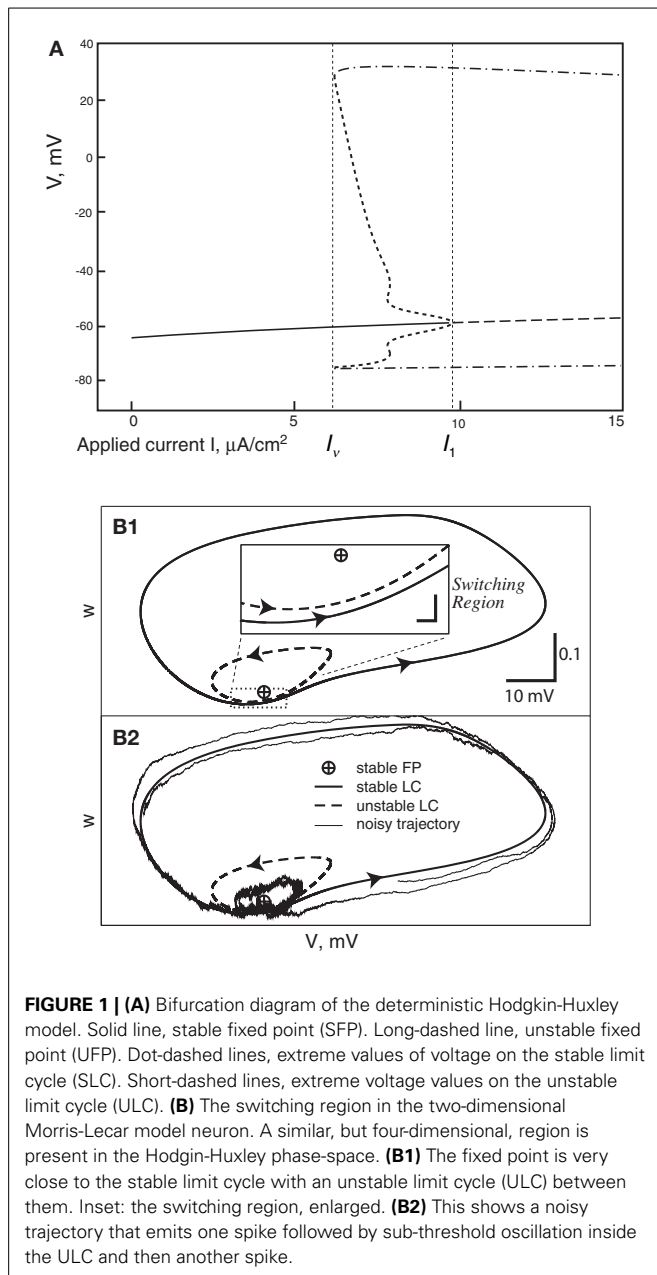 A
40
20
0
-20
-40
-60
-80
V, mV
0
5
10
15
Applied current I, μA/cm²
Iν
I1
B1
Switching
Region
w
0.1
10 mV
B2
stable FP
stable LC
unstable LC
noisy trajectory
w
V, mV
FIGURE 1 | (A) Bifurcation diagram of the deterministic Hodgkin-Huxley
model. Solid line, stable fixed point (SFP). Long-dashed line, unstable fixed
point (UFP). Dot-dashed lines, extreme values of voltage on the stable limit
cycle (SLC). Short-dashed lines, extreme voltage values on the unstable
limit cycle (ULC). (B) The switching region in the two-dimensional
Morris-Lecar model neuron. A similar, but four-dimensional, region is
present in the Hodgin-Huxley phase-space. (B1) The fixed point is very
close to the stable limit cycle with an unstable limit cycle (ULC) between
them. Inset: the switching region, enlarged. (B2) This shows a noisy
trajectory that emits one spike followed by sub-threshold oscillation inside
the ULC and then another spike.